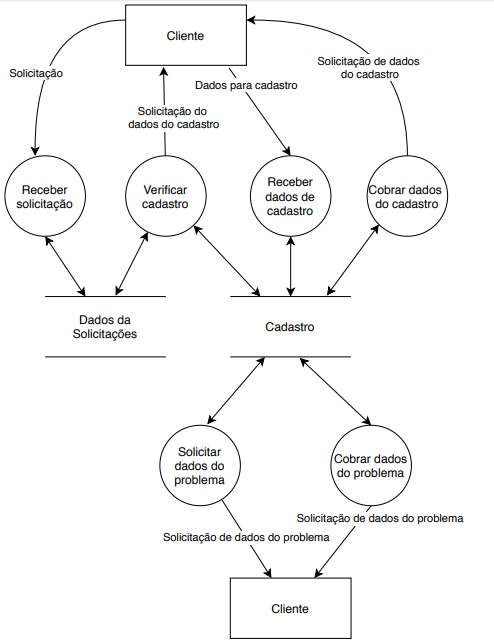 Cliente
Solicitação
Solicitação de dados
do cadastro
Dados para cadastro
Solicitação do
dados do cadastro
Receber
solicitação
Verificar
cadastro
Receber
dados de
cadastro
Cobrar dados
do cadastro
Dados da
Solicitações
Cadastro
Solicitar
dados do
problema
Cobrar dados
do problema
Solicitação de dados do problema
Solicitação de dados do problema
Cliente